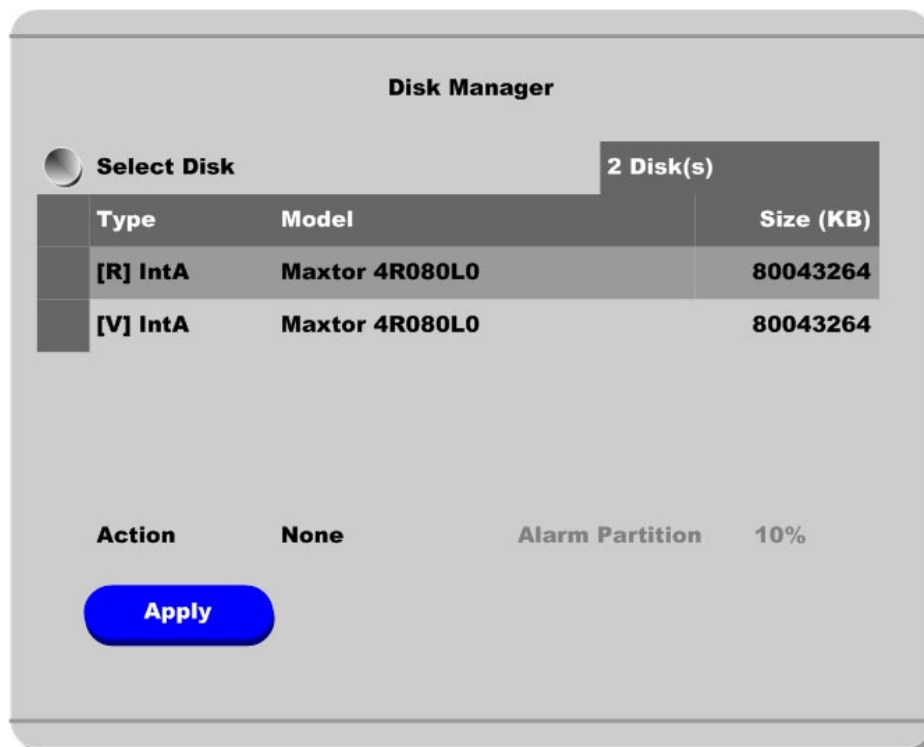 Disk Manager
Select Disk 2 Disk(s)
Type Model Size (KB)
[R] IntA Maxtor 4R080L0 80043264
[V] IntA Maxtor 4R080L0 80043264
Action None Alarm Partition 10%
Apply